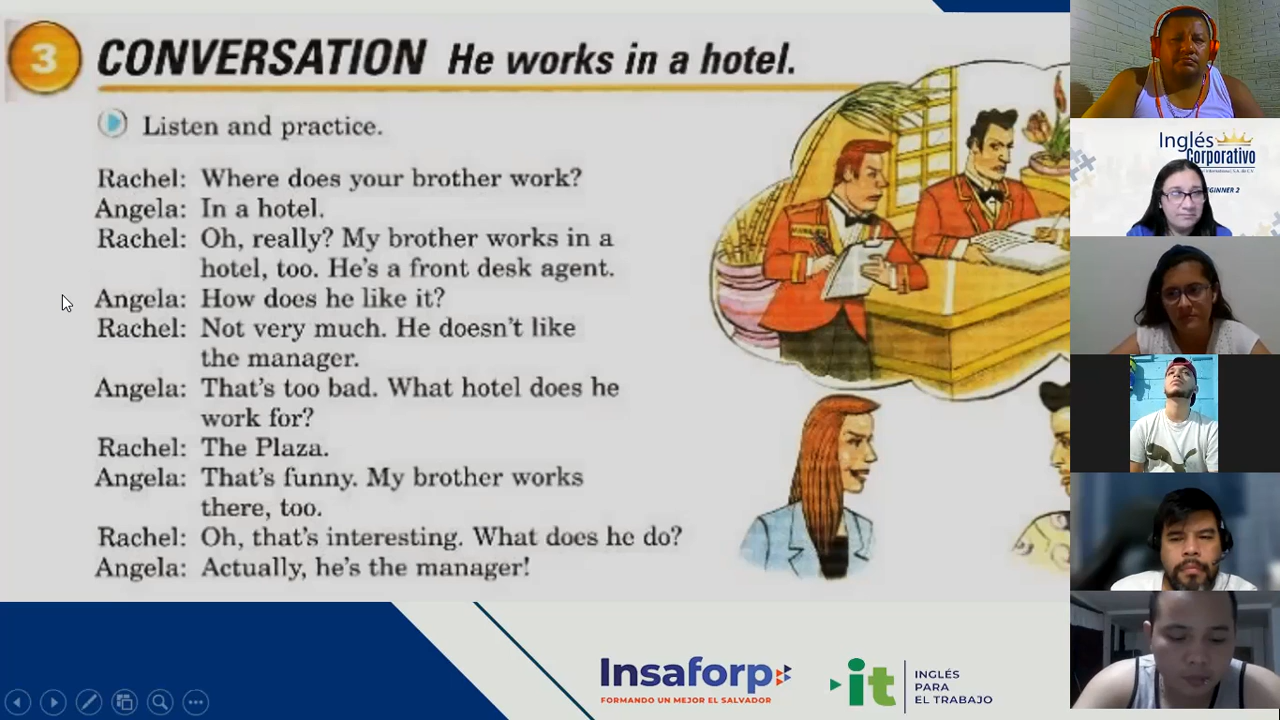 3 CONVERSATION He works in a hotel.
Listen and practice.
Rachel: Where does your brother work?
Angela: In a hotel.
Rachel: Oh, really? My brother works in a
hotel, too. He's a front desk agent.
Angela: How does he like it?
Rachel: Not very much. He doesn't like
the manager.
Angela: That's too bad. What hotel does he
work for?
Rachel: The Plaza.
Angela: That's funny. My brother works
there, too.
Rachel: Oh, that's interesting. What does he do?
Angela: Actually, he's the manager!
Insaforp
FORMANDO UN MEJOR EL SALVADOR
it
INGLÉS
PARA
EL TRABAJO
Inglés
Corporativo